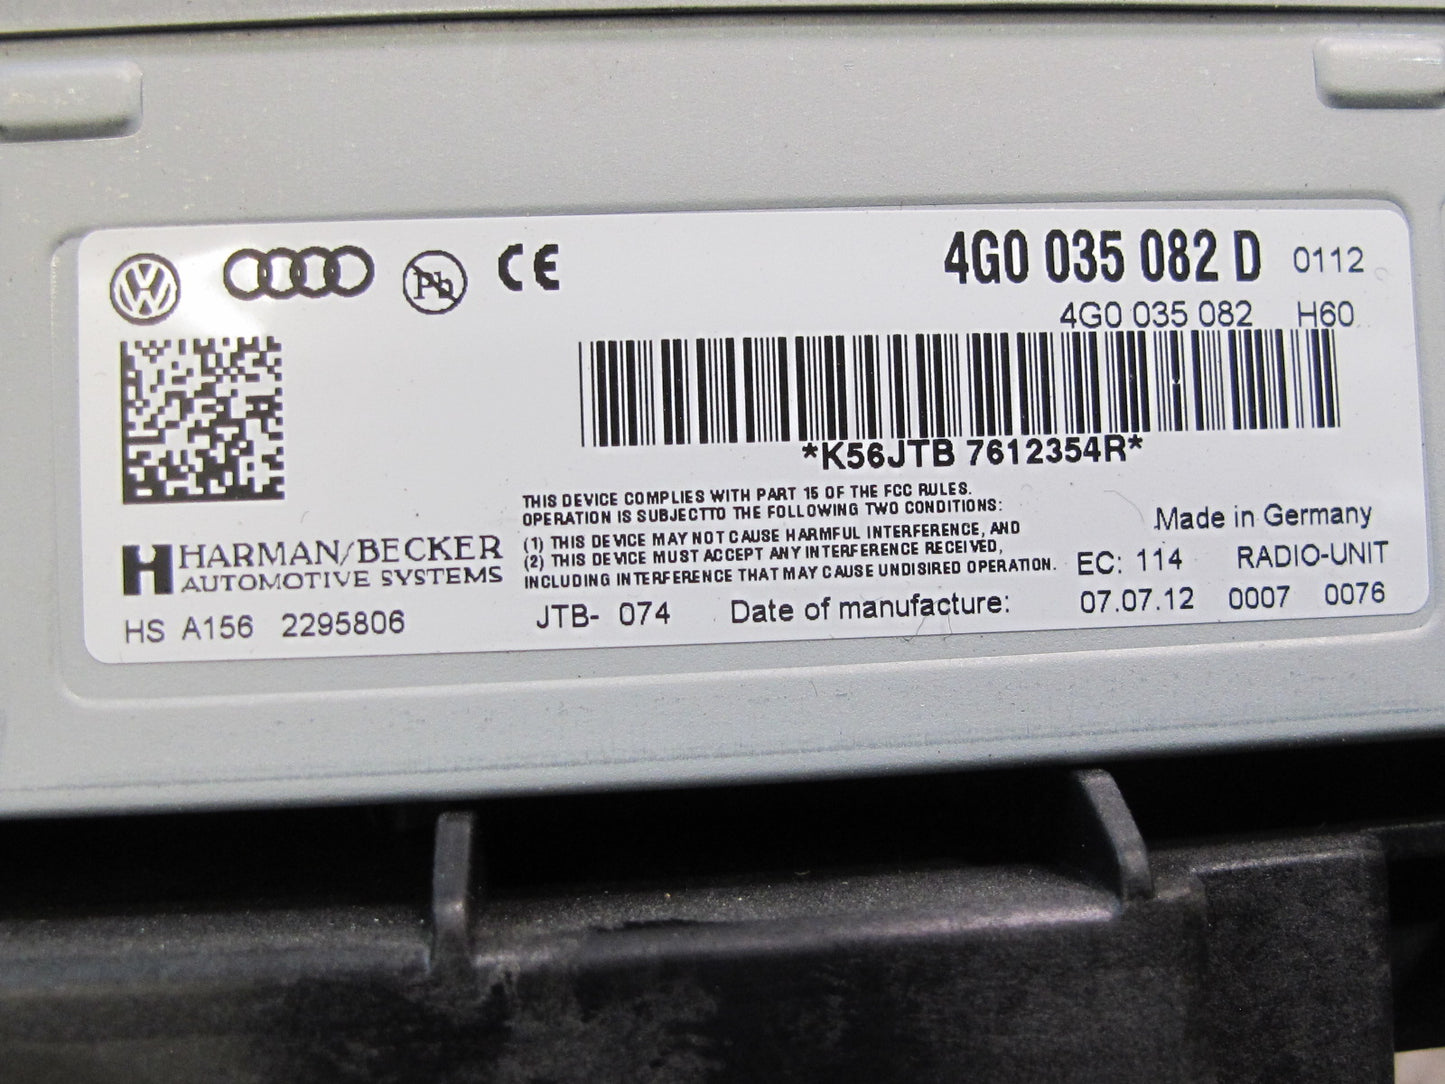 Pb CE 4G0 035 082 D 0112
4G0 035 082 H60
*K56JTB 7612354R*
THIS DEVICE COMPLIES WITH PART 15 OF THE FCC RULES.
OPERATION IS SUBJECTTO THE FOLLOWING TWO CONDITIONS:
(1) THIS DEVICE MAY NOT CAUSE HARMFUL INTERFERENCE, AND
(2) THIS DEVICE MUST ACCEPT ANY INTERFERENCE RECEIVED,
INCLUDING INTERFERENCE THAT MAY CAUSE UNDISIRED OPERATION.
Made in Germany
HARMAN/BECKER
AUTOMOTIVE SYSTEMS
EC: 114 RADIO-UNIT
HS A156 2295806 JTB- 074 Date of manufacture: 07.07.12 0007 0076